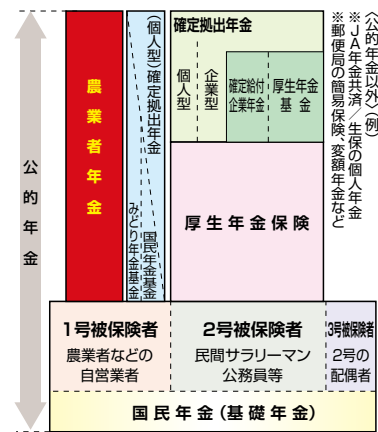 公的年金
農業者年金
(個人型)確定拠出年金
みどり年金基金
国民年金基金
確定拠出年金
個人型
企業型
確定給付
企業年金
厚生年金
基金
厚生年金保険
〈公的年金以外〉(例)
※JA年金共済/生保の個人年金
※郵便局の簡易保険、変額年金など
1号被保険者
農業者などの
自営業者
2号被保険者
民間サラリーマン
公務員等
3号被保険者
2号の
配偶者
国民年金(基礎年金)